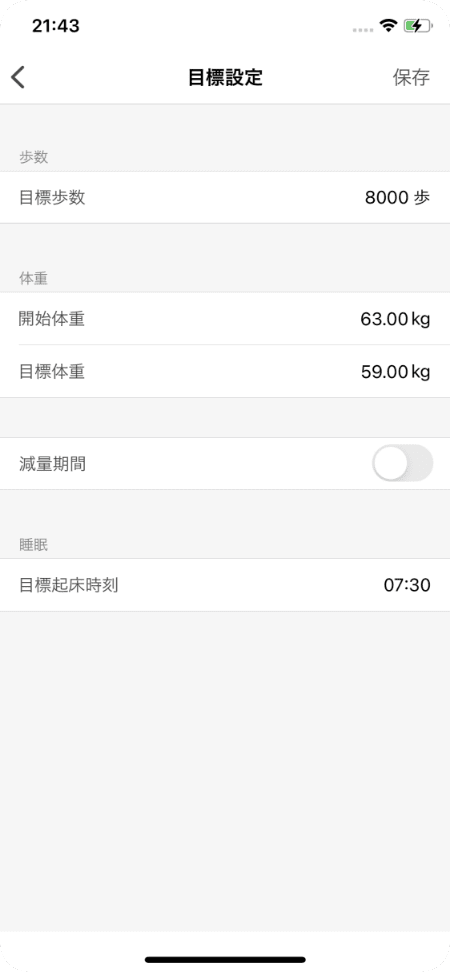 21:43
目標設定 保存
歩数
目標歩数 8000 歩
体重
開始体重 63.00 kg
目標体重 59.00 kg
減量期間
睡眠
目標起床時刻 07:30